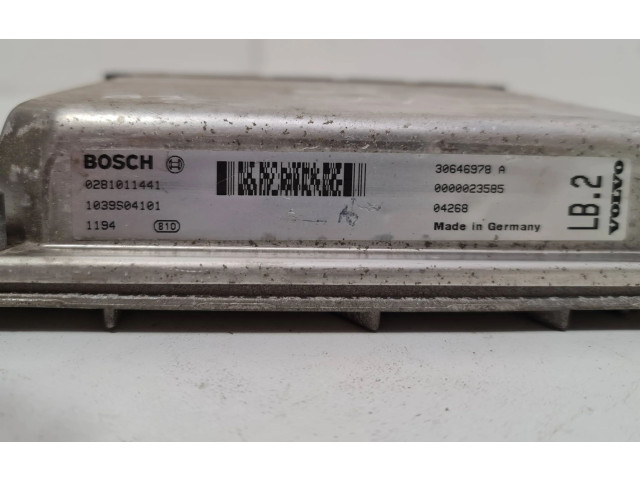 BOSCH
0281011441
1039S04101
1194 810
30646978 A
0000023585
04268
Made in Germany
LB.2
VOLVO